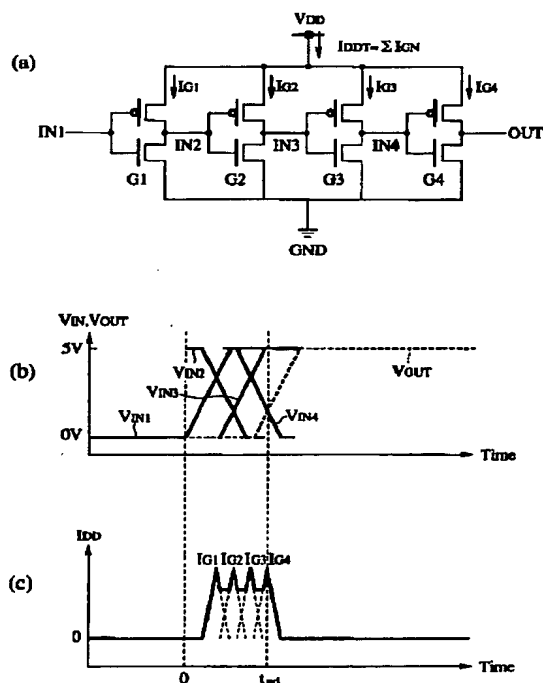 VDD
IDDT=Σ IGN
(a)
IG1
IG2
IG3
IG4
IN1
IN2
IN3
IN4
OUT
G1
G2
G3
G4
GND
VIN,VOUT
(b)
5V
VIN2
VOUT
VIN3
VIN1
VIN4
0V
Time
IDD
(c)
IG1 IG2 IG3 IG4
0
0
Time